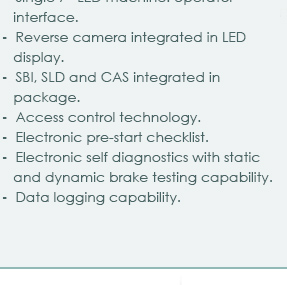 interface.
- Reverse camera integrated in LED
display.
- SBI, SLD and CAS integrated in
package.
- Access control technology.
- Electronic pre-start checklist.
- Electronic self diagnostics with static
and dynamic brake testing capability.
- Data logging capability.